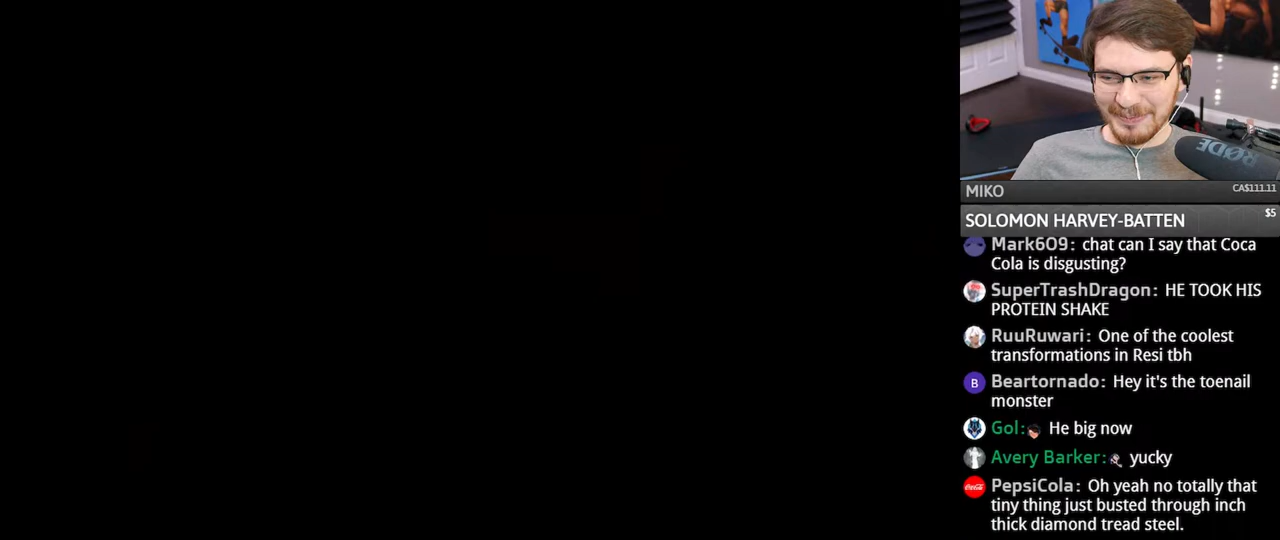 RØDE
MIKO
CA$111.11
SOLOMON HARVEY-BATTEN
$5
Mark6O9: chat can I say that Coca
Cola is disgusting?
SuperTrashDragon: HE TOOK HIS
PROTEIN SHAKE
RuuRuwari: One of the coolest
transformations in Resi tbh
B
Beartornado: Hey it's the toenail
monster
Gol: He big now
Avery Barker: yucky
PepsiCola: Oh yeah no totally that
tiny thing just busted through inch
thick diamond tread steel.